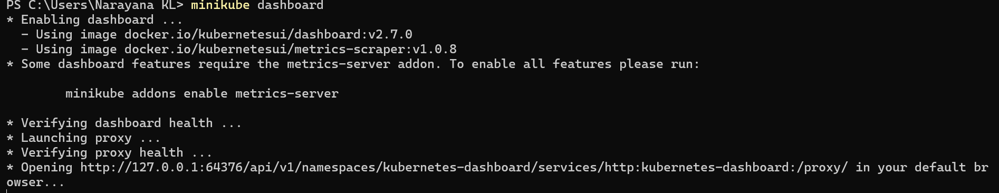 PS C:\Users\Narayana KL> minikube dashboard
* Enabling dashboard ...
  - Using image docker.io/kubernetesui/dashboard:v2.7.0
  - Using image docker.io/kubernetesui/metrics-scraper:v1.0.8
* Some dashboard features require the metrics-server addon. To enable all features please run:
        minikube addons enable metrics-server
* Verifying dashboard health ...
* Launching proxy ...
* Verifying proxy health ...
* Opening http://127.0.0.1:64376/api/v1/namespaces/kubernetes-dashboard/services/http:kubernetes-dashboard:/proxy/ in your default br
owser...